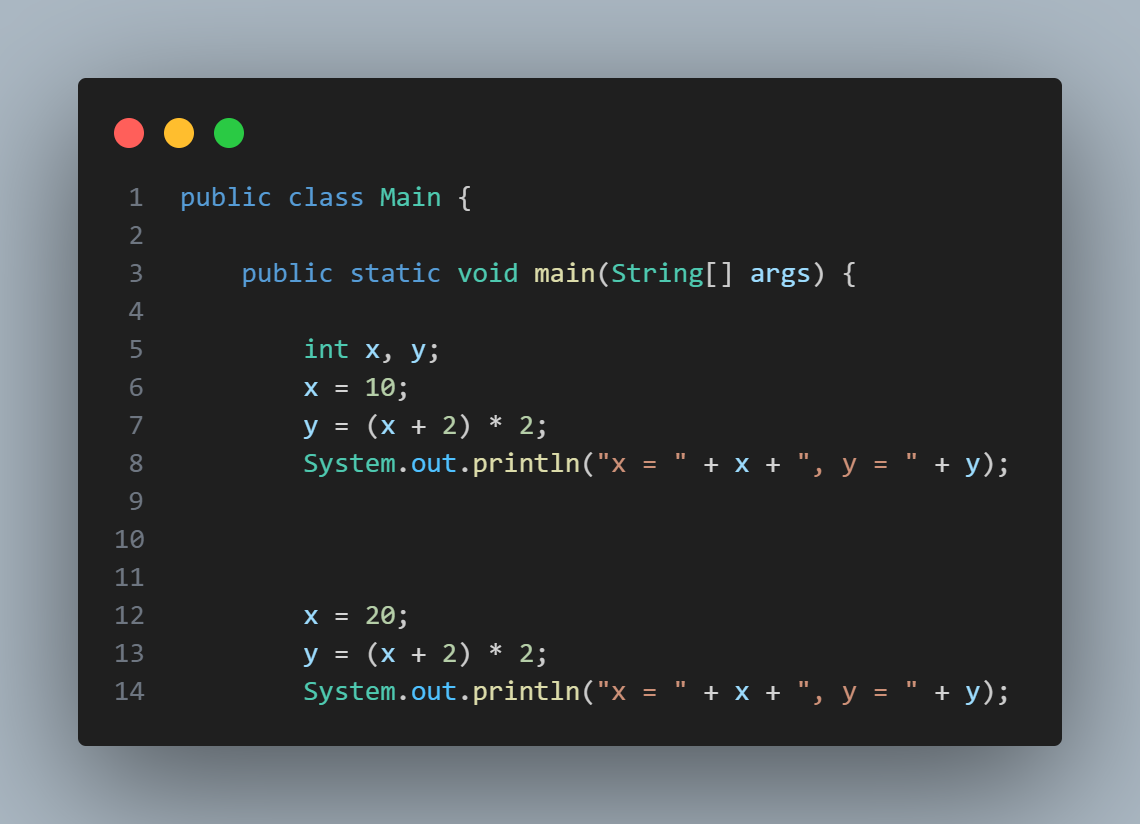 1 public class Main {
2
3     public static void main(String[] args) {
4
5         int x, y;
6         x = 10;
7         y = (x + 2) * 2;
8         System.out.println("x = " + x + ", y = " + y);
9
10
11
12         x = 20;
13         y = (x + 2) * 2;
14         System.out.println("x = " + x + ", y = " + y);